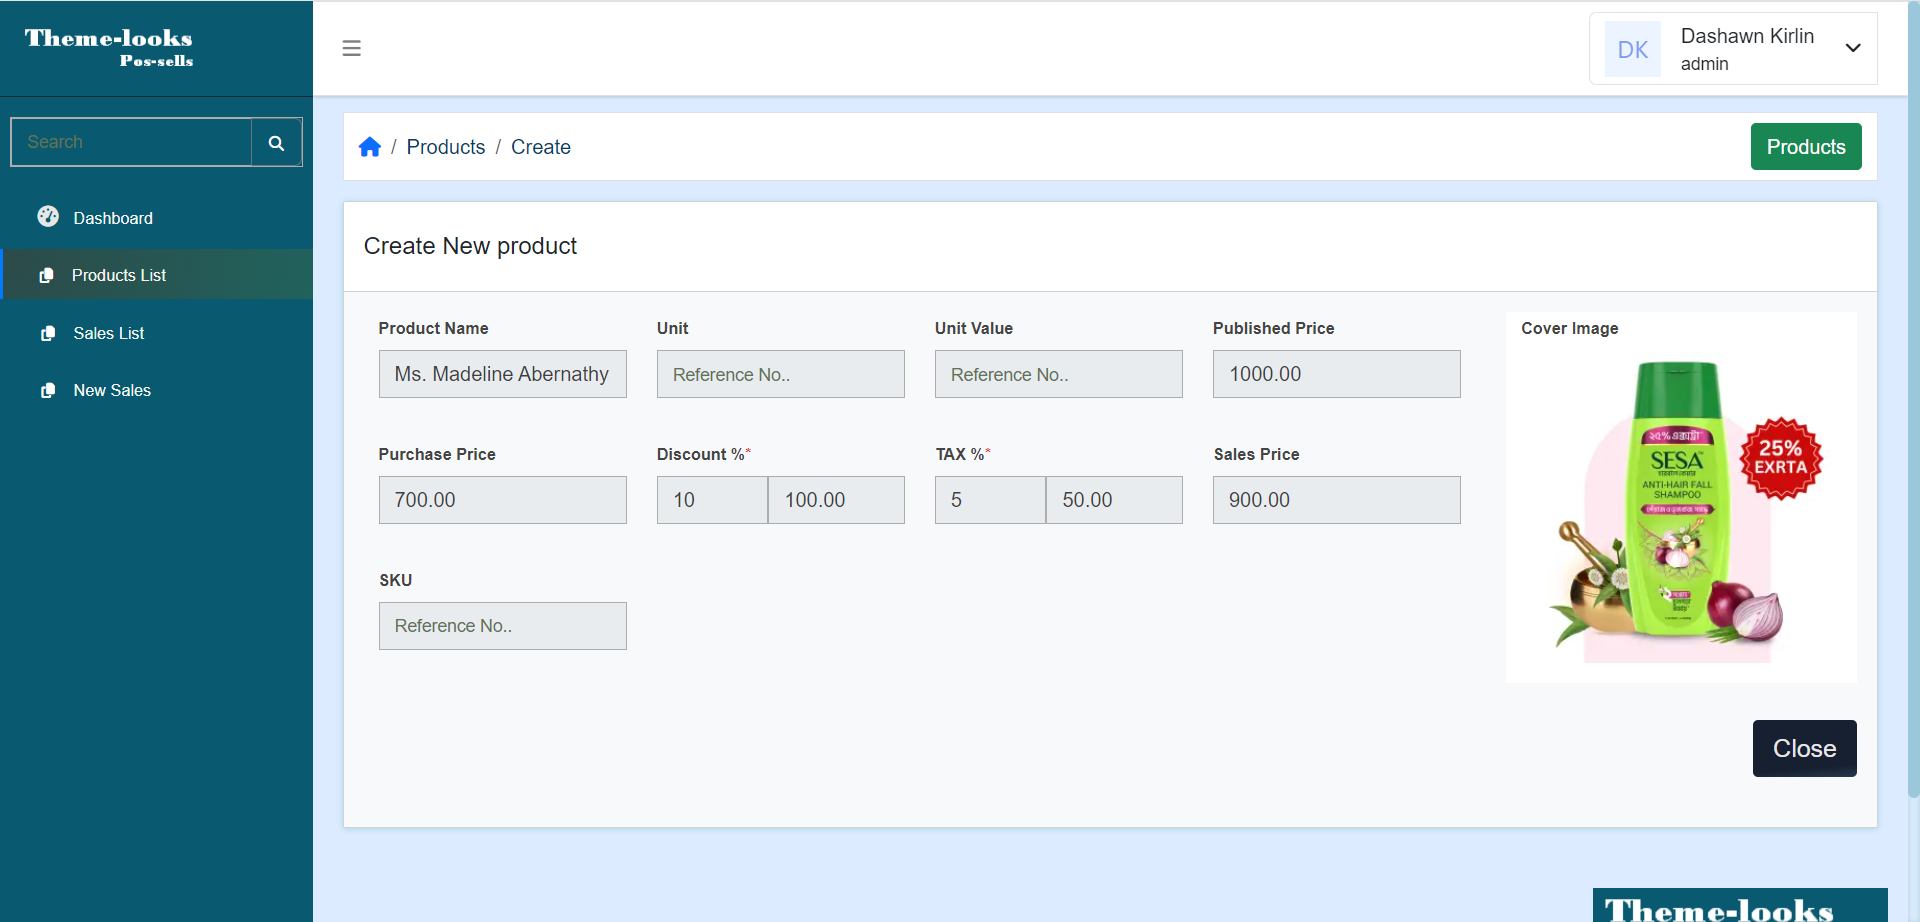 Theme-looks
Pos-sells
DK
Dashawn Kirlin
admin
Search
/ Products / Create
Products
Dashboard
Products List
Sales List
New Sales
Create New product
Product Name
Unit
Unit Value
Published Price
Cover Image
Ms. Madeline Abernathy
Reference No..
Reference No..
1000.00
Purchase Price
Discount %*
TAX %*
Sales Price
700.00
10
100.00
5
50.00
900.00
SKU
Reference No..
SESA
ANTI-HAIR FALL
SHAMPOO
25%
EXRTA
Close
Theme-looks